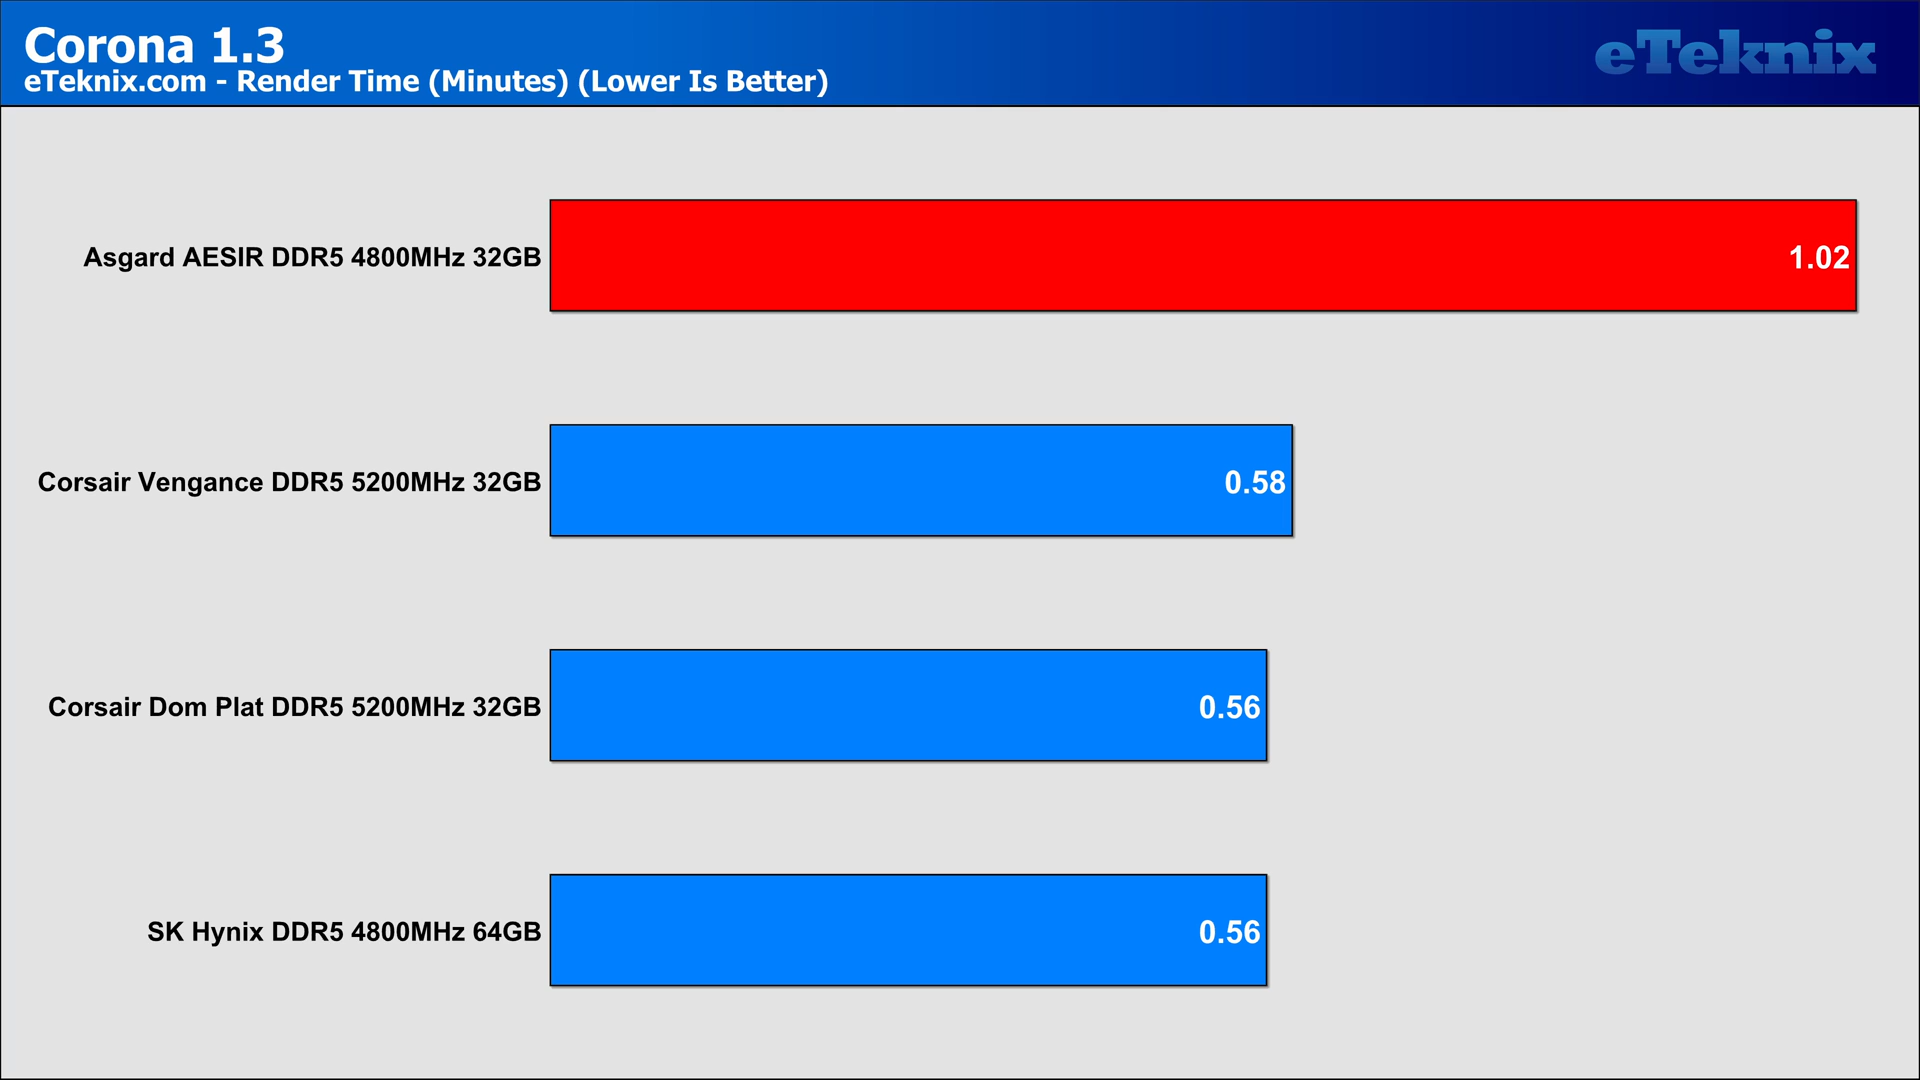 Corona 1.3
eTeknix.com - Render Time (Minutes) (Lower Is Better)
eTeknix
Asgard AESIR DDR5 4800MHz 32GB
1.02
Corsair Vengance DDR5 5200MHz 32GB
0.58
Corsair Dom Plat DDR5 5200MHz 32GB
0.56
SK Hynix DDR5 4800MHz 64GB
0.56